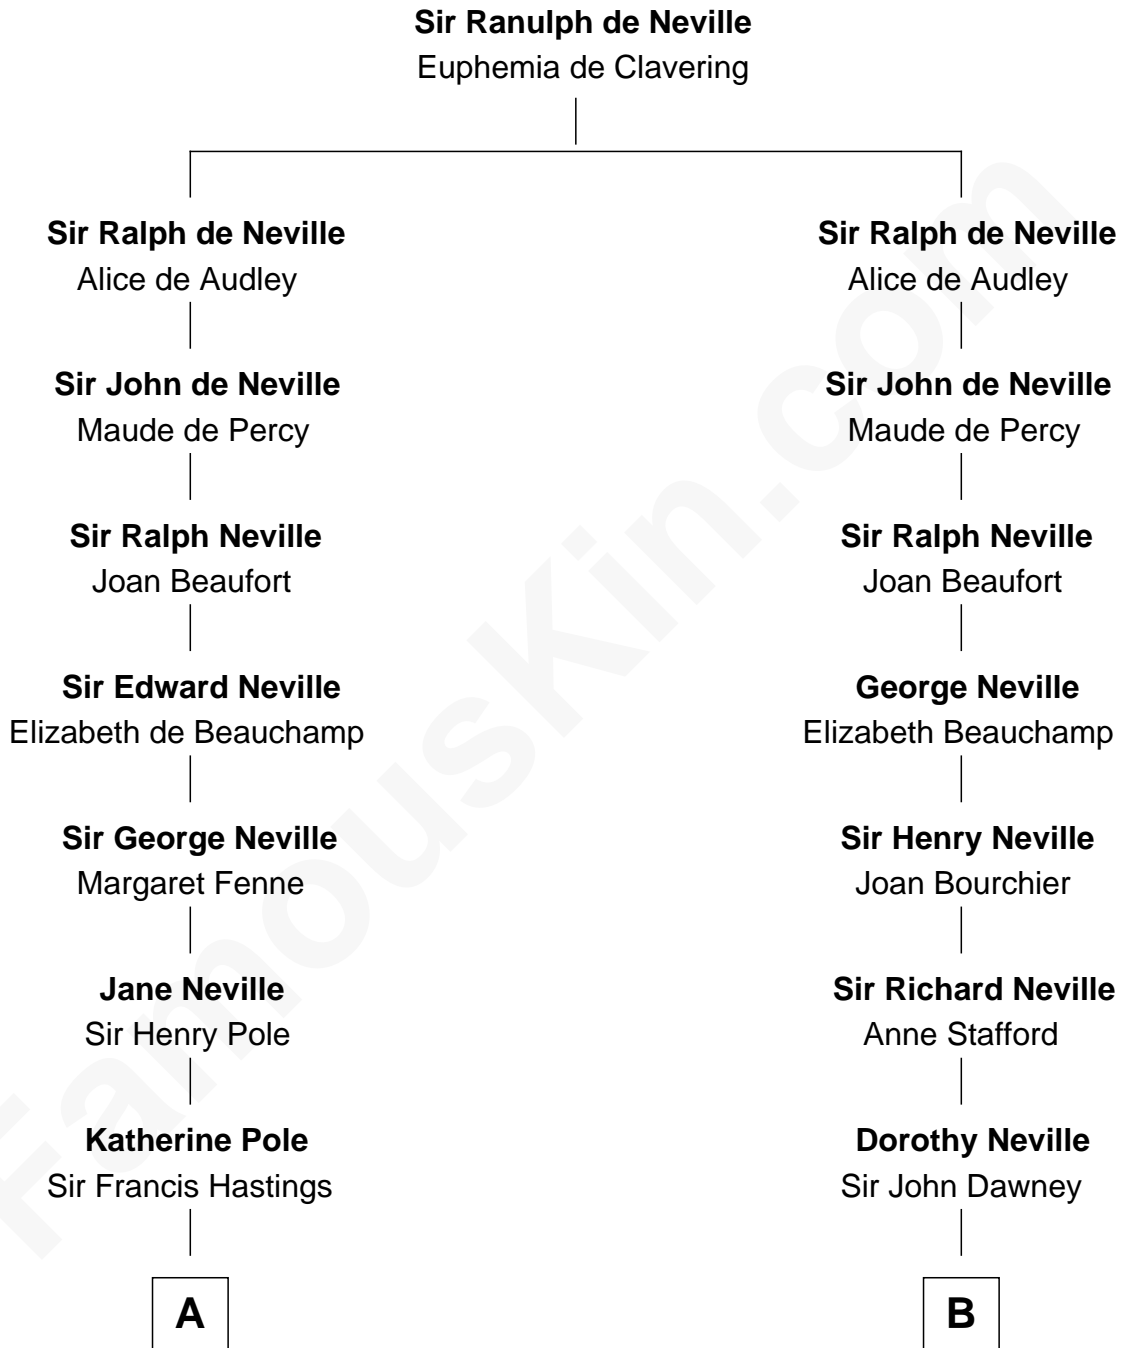 Sir Ranulph de Neville
Euphemia de Clavering
Sir Ralph de Neville
Alice de Audley
Sir John de Neville
Maude de Percy
Sir Ralph Neville
Joan Beaufort
Sir Edward Neville
Elizabeth de Beauchamp
Sir George Neville
Margaret Fenne
Jane Neville
Sir Henry Pole
Katherine Pole
Sir Francis Hastings
A
Sir Ralph de Neville
Alice de Audley
Sir John de Neville
Maude de Percy
Sir Ralph Neville
Joan Beaufort
George Neville
Elizabeth Beauchamp
Sir Henry Neville
Joan Bourchier
Sir Richard Neville
Anne Stafford
Dorothy Neville
Sir John Dawney
B
FamousKin.com